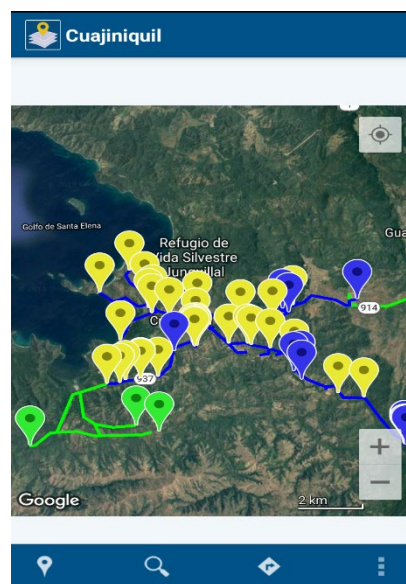 Cuajiniquil
Golfo de Santa Elena
Refugio de
Vida Silvestre
Junquillal
Gua
914
937
Google
2 km